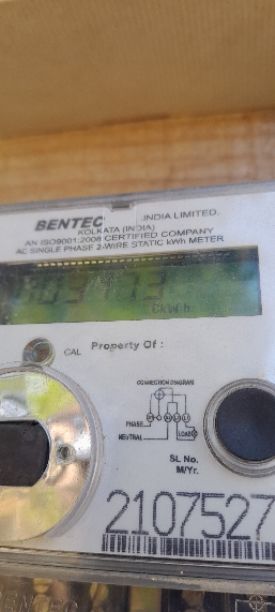 BENTEC INDIA LIMITED.
KOLKATA (INDIA)
AN ISO9001:2008 CERTIFIED COMPANY
AC SINGLE PHASE 2-WIRE STATIC kWh METER
kWh
CAL Property Of :
CONNECTION DIAGRAM
PHASE
NEUTRAL
LOAD
SL No.
M/Yr.
2107527